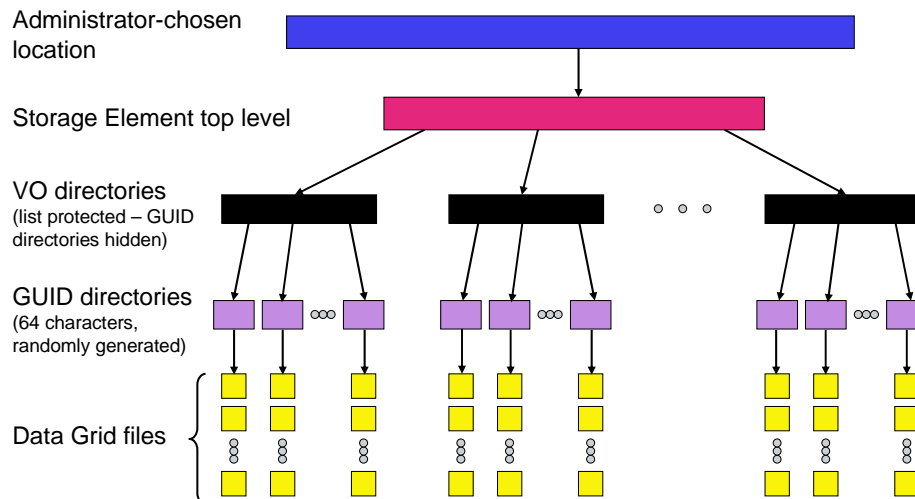 Administrator-chosen
location
Storage Element top level
VO directories
(list protected – GUID
directories hidden)
GUID directories
(64 characters,
randomly generated)
Data Grid files